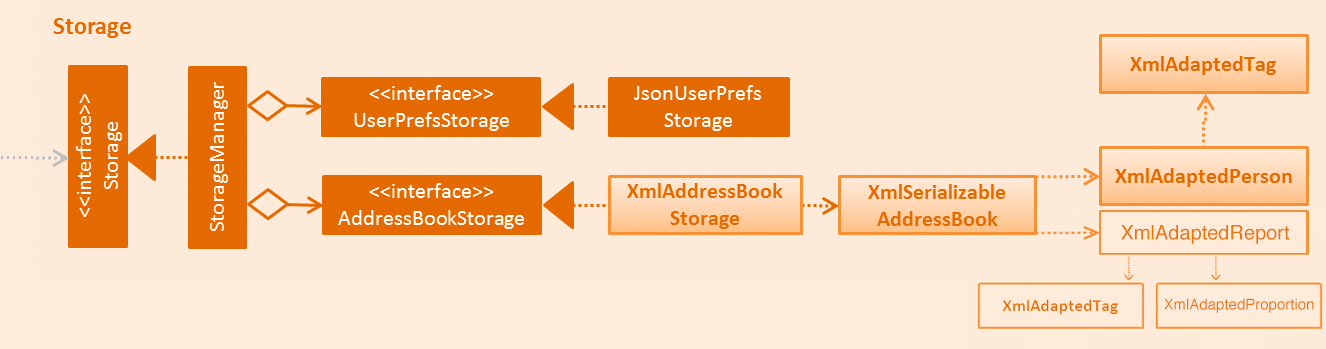 Storage
<<interface>>
Storage
StorageManager
<<interface>>
UserPrefsStorage
JsonUserPrefs
Storage
<<interface>>
AddressBookStorage
XmlAddressBook
Storage
XmlSerializable
AddressBook
XmlAdaptedTag
XmlAdaptedPerson
XmlAdaptedReport
XmlAdaptedTag
XmlAdaptedProportion